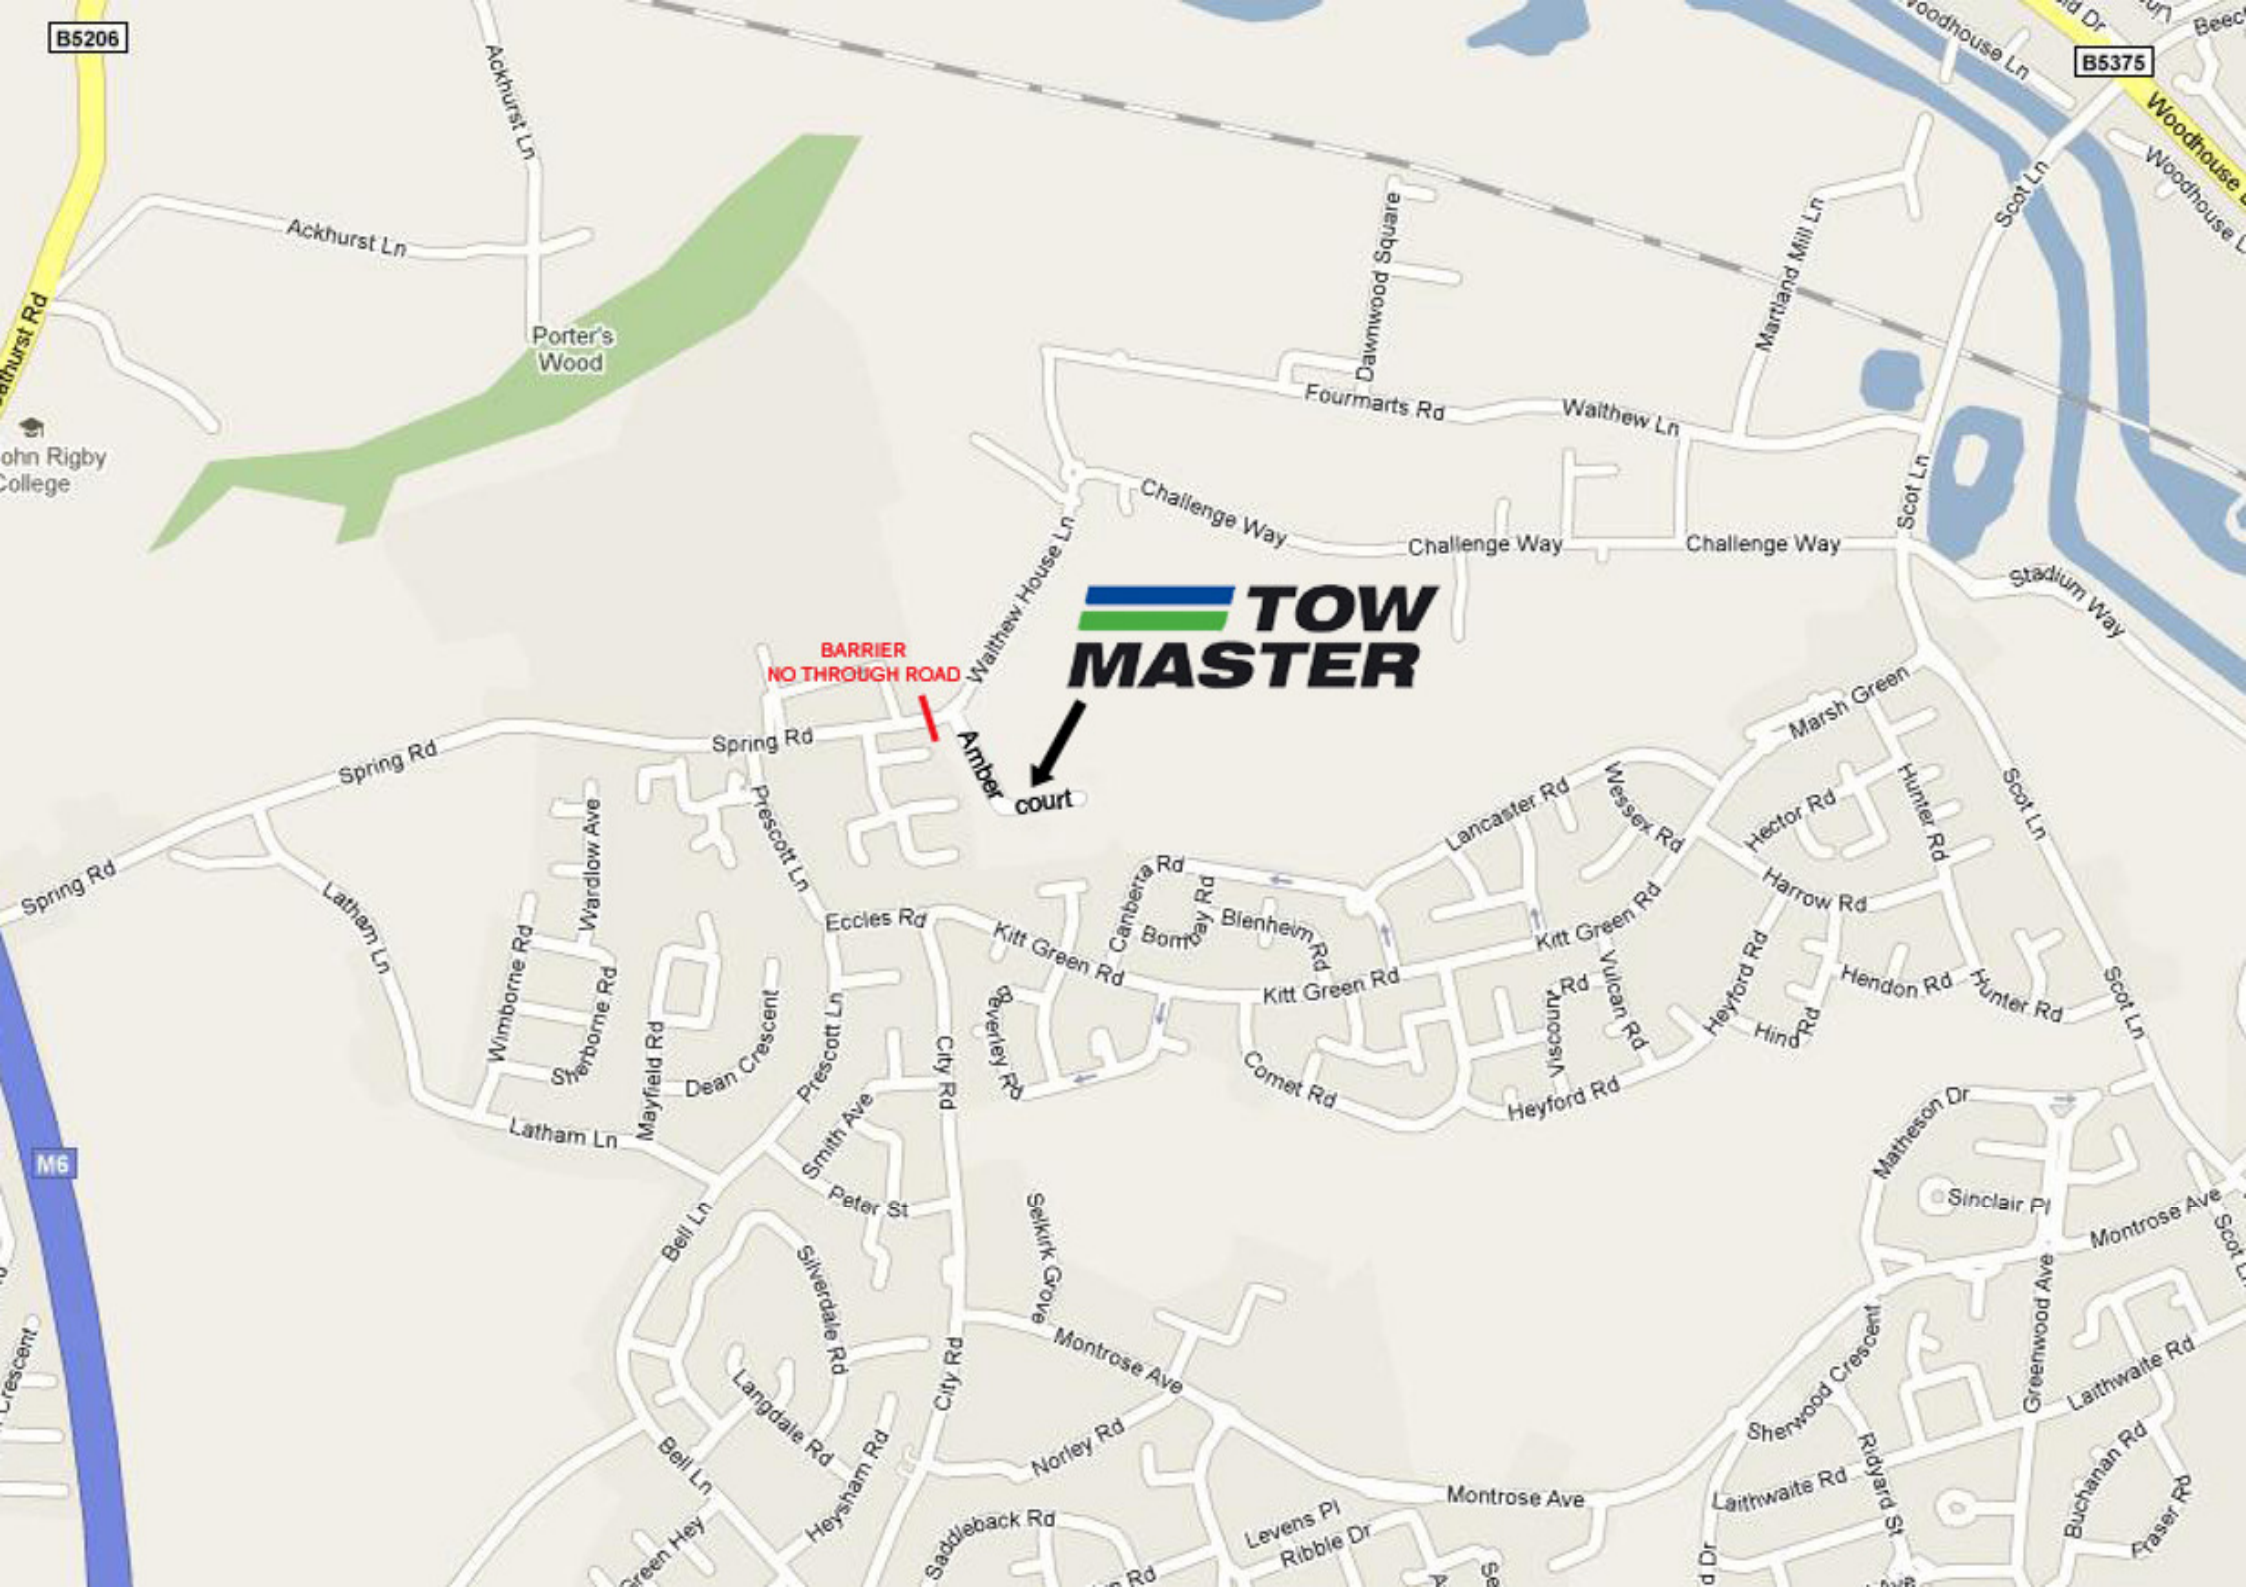 B5206
Ackhurst Ln
Ackhurst Ln
Porter's
Wood
B5375
Woodhouse Ln
Scot Ln
Martland Mill Ln
Dawnwood Square
Fourmarts Rd
Walthew Ln
Scot Ln
Challenge Way
Challenge Way
Challenge Way
Stadium Way
Walthew House Ln
TOW
MASTER
BARRIER
NO THROUGH ROAD
Amber
court
Spring Rd
Spring Rd
Spring Rd
Latham Ln
Latham Ln
Wardlow Ave
Wimborne Rd
Sherborne Rd
Mayfield Rd
Dean Crescent
Prescott Ln
Prescott Ln
Eccles Rd
Kitt Green Rd
Kitt Green Rd
Kitt Green Rd
Canberra Rd
Bombay Rd
Blenheim Rd
Lancaster Rd
Wessex Rd
Marsh Green
Hector Rd
Hunter Rd
Hunter Rd
Harrow Rd
Hendon Rd
Hind Rd
Heyford Rd
Heyford Rd
Vulcan Rd
Viscount Rd
Comet Rd
Beverley Rd
City Rd
City Rd
Smith Ave
Peter St
Bell Ln
Bell Ln
Silverdale Rd
Langdale Rd
Heysham Rd
Green Hey
Selkirk Grove
Montrose Ave
Montrose Ave
Montrose Ave
Norley Rd
Saddleback Rd
Levens Pl
Ribble Dr
Scot Ln
Scot Ln
Matheson Dr
Sinclair Pl
Greenwood Ave
Sherwood Crescent
Laithwaite Rd
Laithwaite Rd
Ridyard St
Buchanan Rd
Fraser Rd
M6
ohn Rigby
College